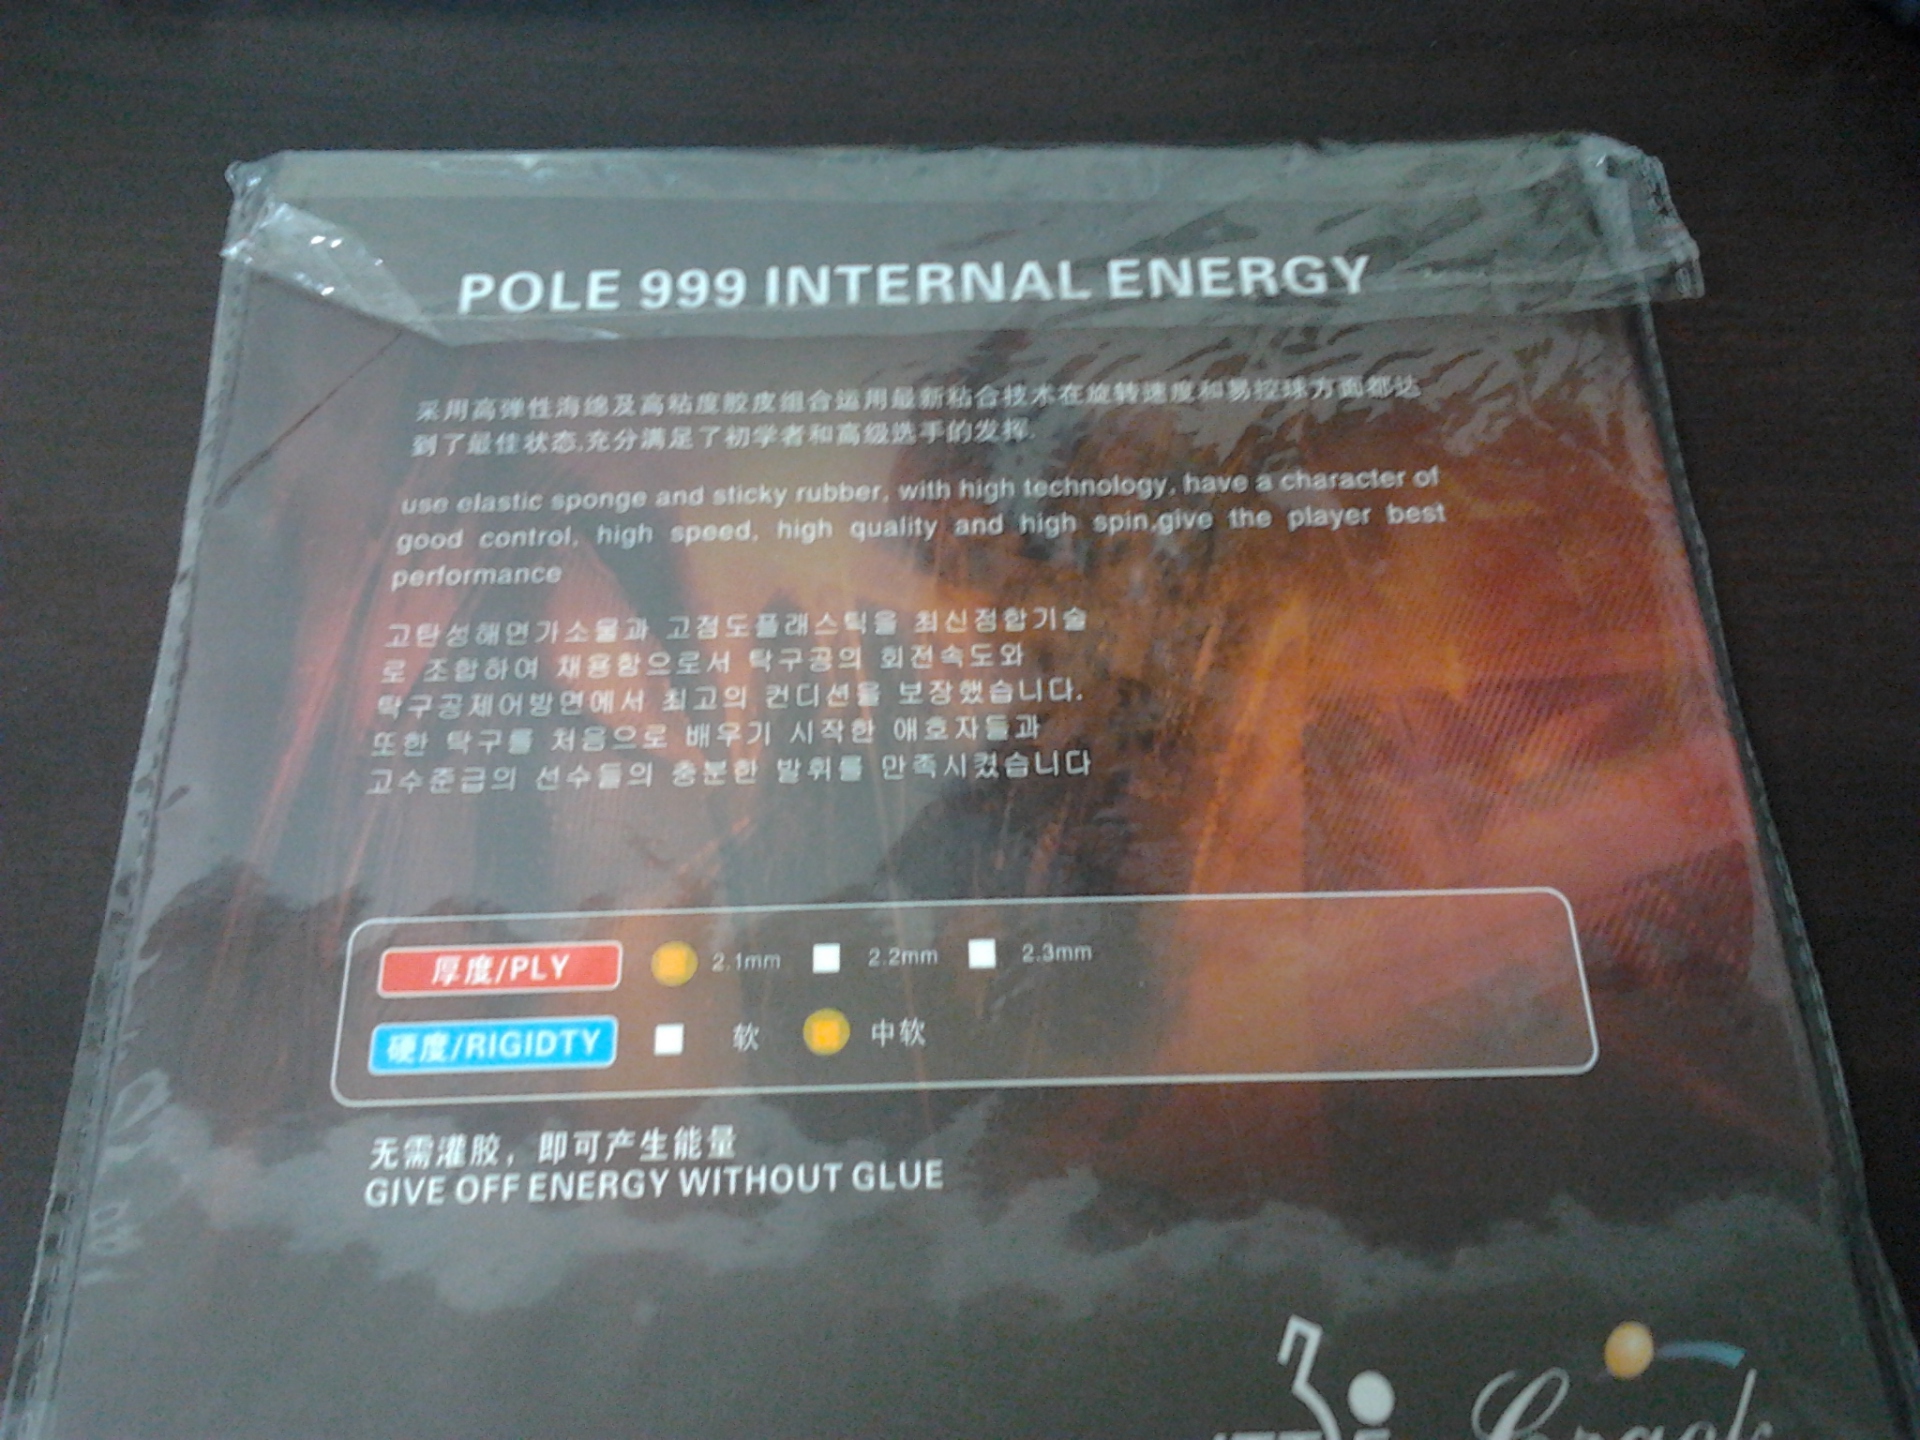 POLE 999 INTERNAL ENERGY
采用高弹性海绵及高粘度胶皮组合运用最新粘合技术在旋转速度和易控球方面都达
到了最佳状态,充分满足了初学者和高级选手的发挥.
use elastic sponge and sticky rubber, with high technology, have a character of
good control, high speed, high quality and high spin,give the player best
performance
고탄성해면가소물과 고점도플래스틱을 최신점합기술
로 조합하여 채용함으로서 탁구공의 회전속도와
탁구공제어방면에서 최고의 컨디션을 보장했습니다.
또한 탁구를 처음으로 배우기 시작한 애호자들과
고수준급의 선수들의 충분한 발휘를 만족시켰습니다
厚度/PLY 2.1mm 2.2mm 2.3mm
硬度/RIGIDTY 软 中软
无需灌胶，即可产生能量
GIVE OFF ENERGY WITHOUT GLUE